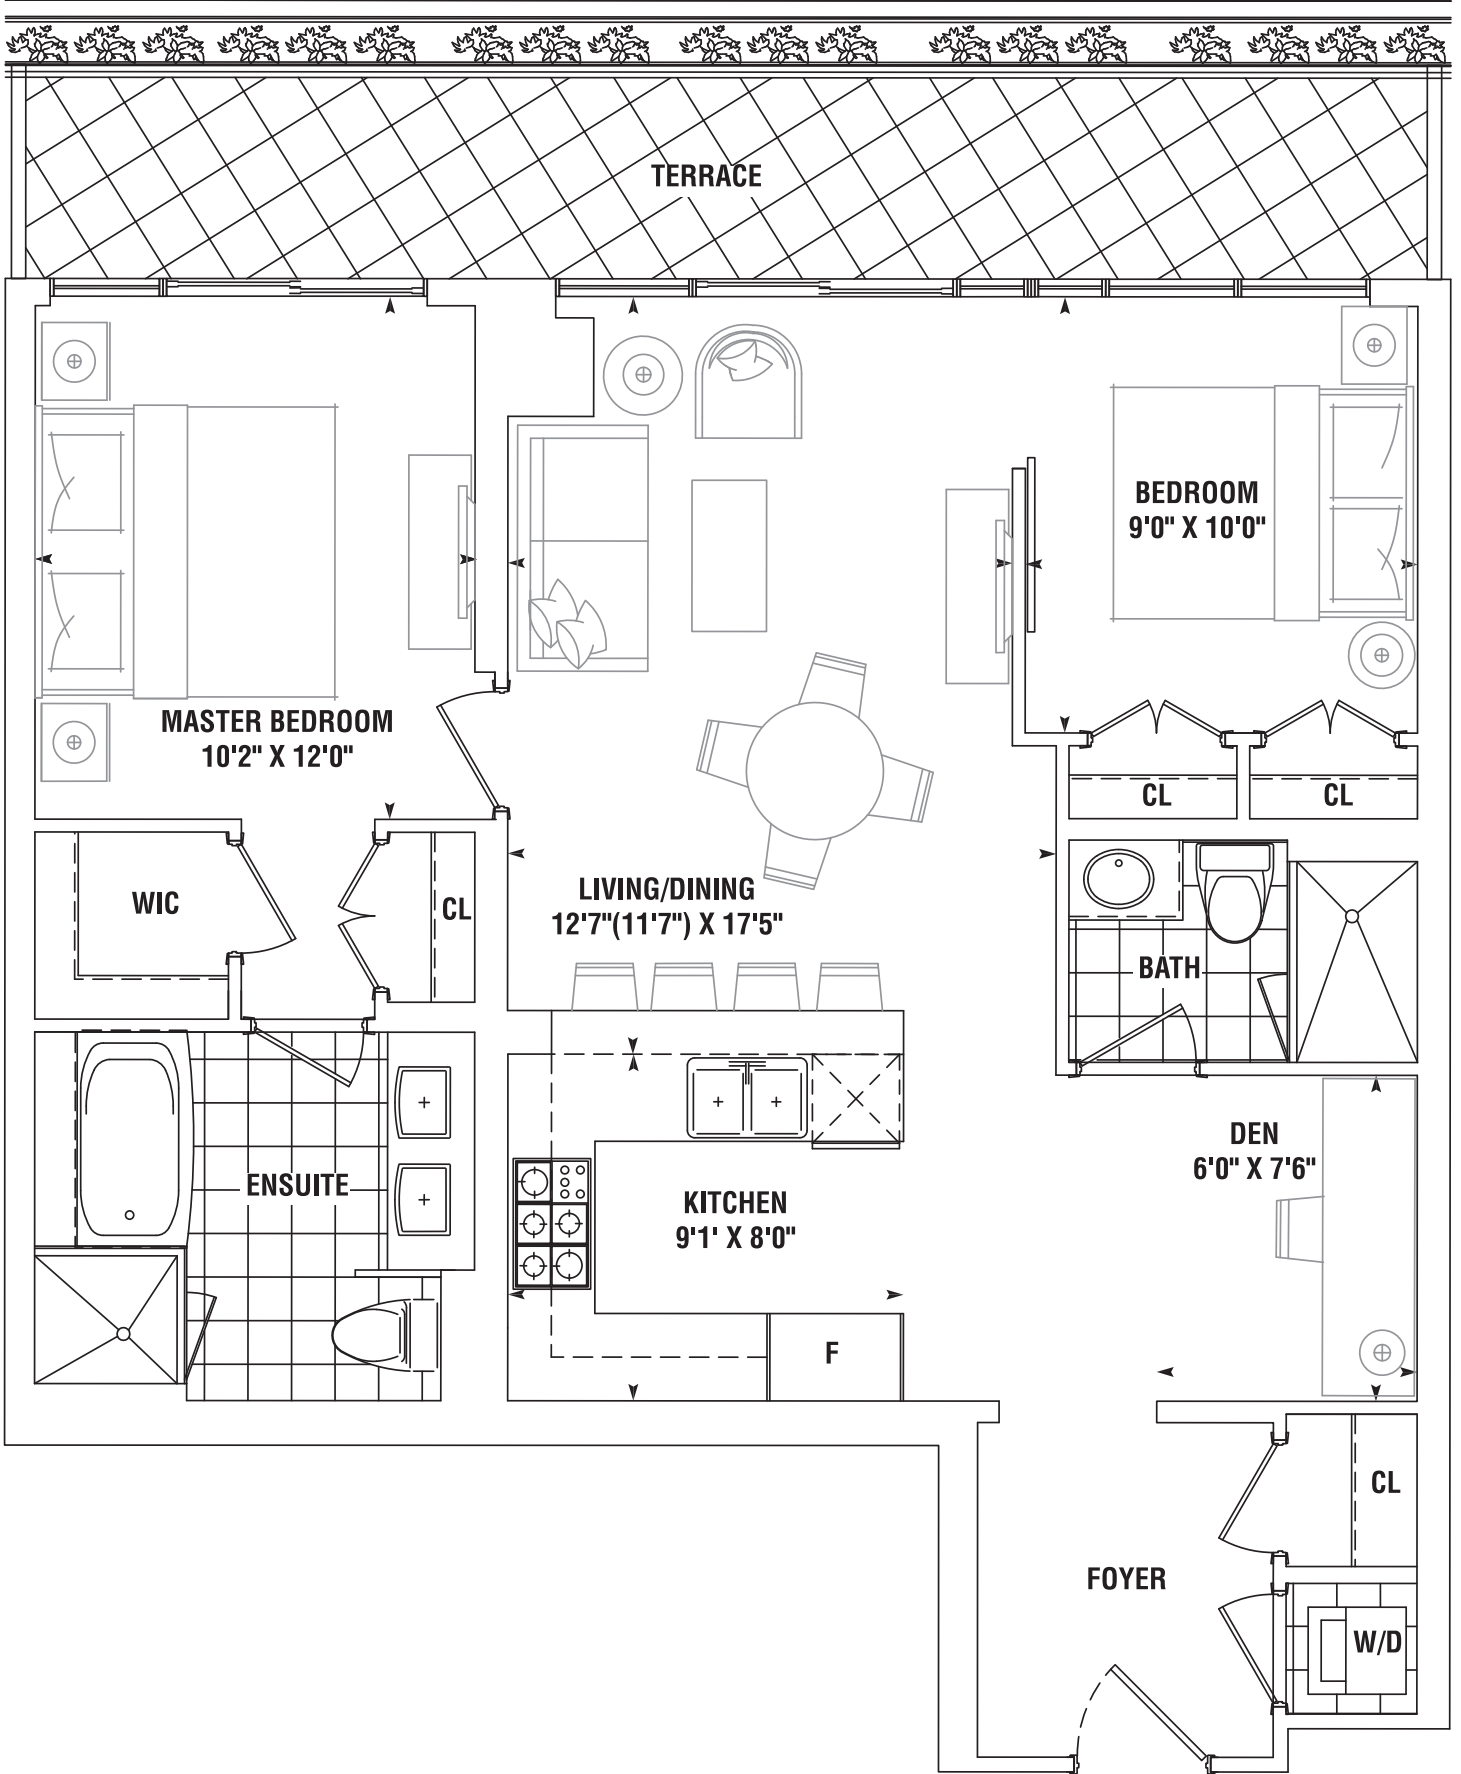 TERRACE
BEDROOM
9'0" X 10'0"
MASTER BEDROOM
10'2" X 12'0"
CL
CL
WIC
CL
LIVING/DINING
12'7"(11'7") X 17'5"
BATH
DEN
6'0" X 7'6"
ENSUITE
KITCHEN
9'1' X 8'0"
F
CL
FOYER
W/D